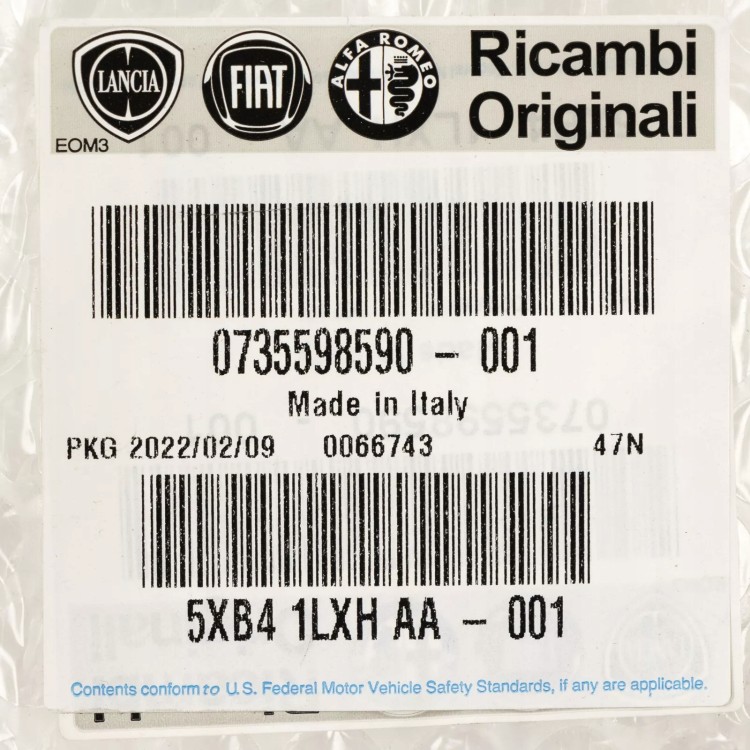 LANCIA FIAT ALFA ROMEO Ricambi
Originali
EOM3
0735598590 - 001
Made in Italy
PKG 2022/02/09 0066743 47N
5XB4 1LXH AA - 001
Contents conform to U.S. Federal Motor Vehicle Safety Standards, if any are applicable.